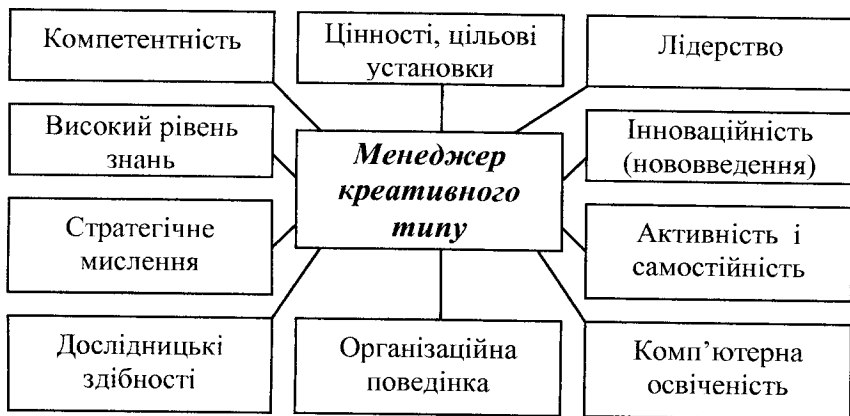 Компетентність
Цінності, цільові
установки
Лідерство
Високий рівень
знань
Менеджер
креативного
типу
Інноваційність
(нововведення)
Стратегічне
мислення
Активність і
самостійність
Дослідницькі
здібності
Організаційна
поведінка
Комп’ютерна
освіченість